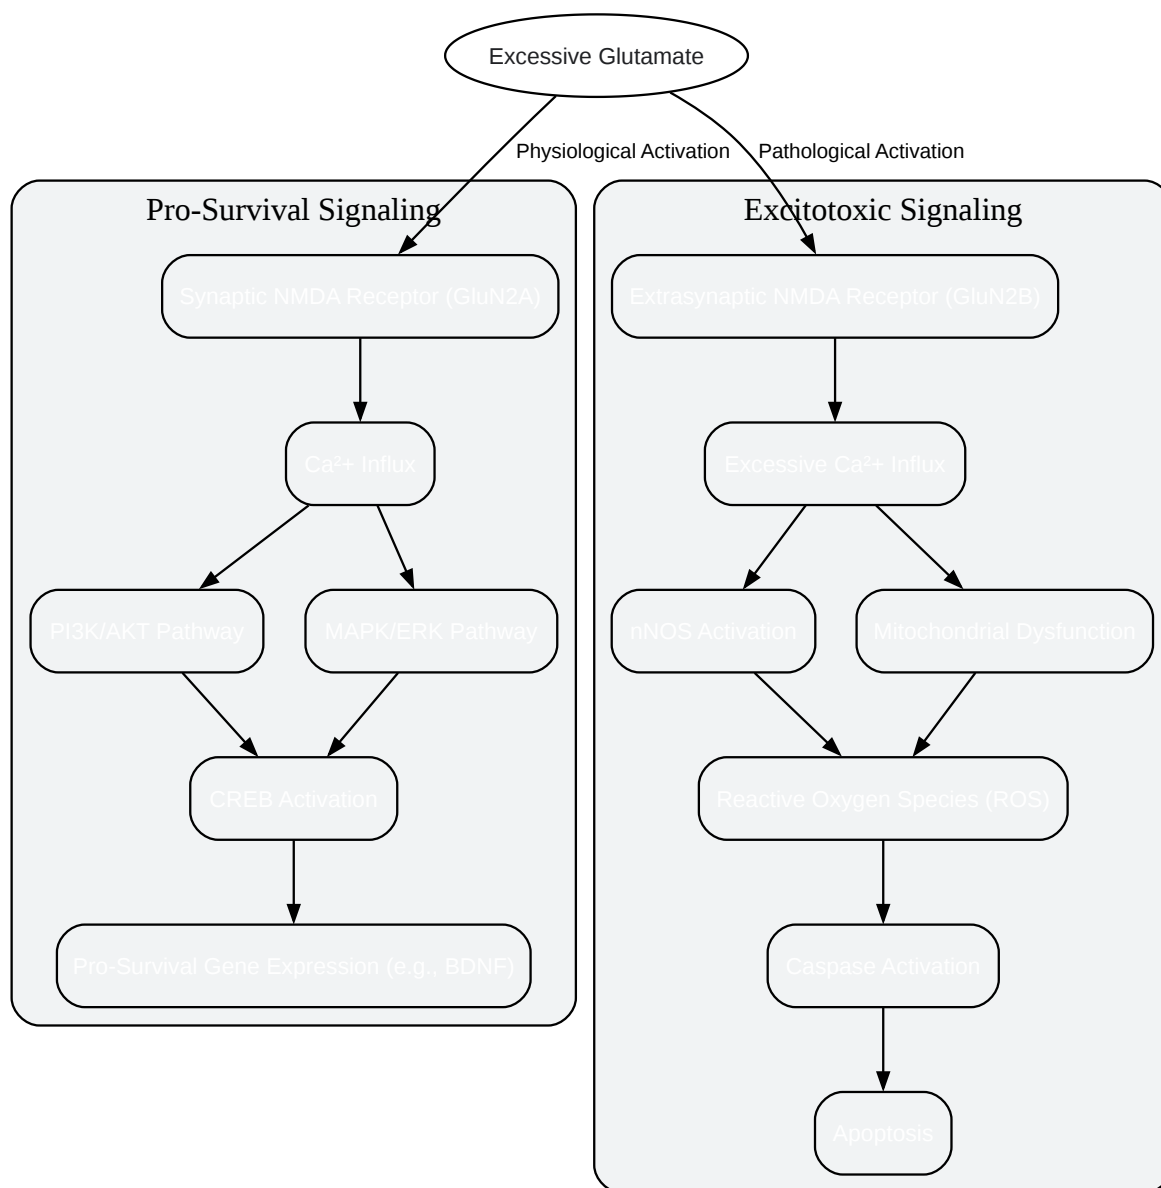 Excessive Glutamate
Physiological Activation
Pathological Activation
Pro-Survival Signaling
Synaptic NMDA Receptor (GluN2A)
Ca²+ Influx
PI3K/AKT Pathway
MAPK/ERK Pathway
CREB Activation
Pro-Survival Gene Expression (e.g., BDNF)
Excitotoxic Signaling
Extrasynaptic NMDA Receptor (GluN2B)
Excessive Ca²+ Influx
nNOS Activation
Mitochondrial Dysfunction
Reactive Oxygen Species (ROS)
Caspase Activation
Apoptosis